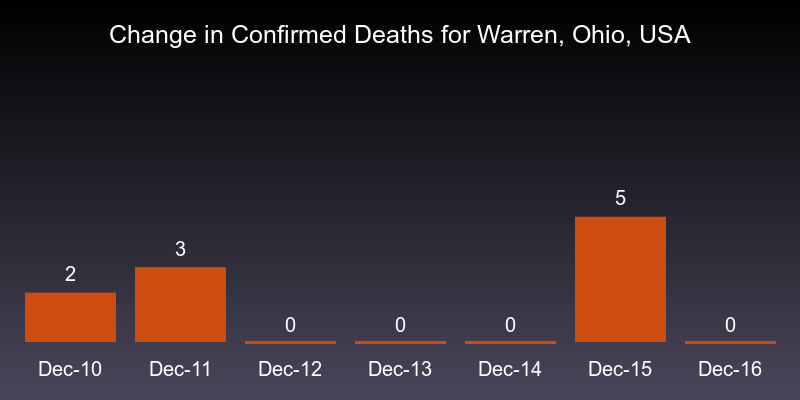 Change in Confirmed Deaths for Warren, Ohio, USA
5
3
2
0
0
0
0
Dec-10
Dec-11
Dec-12
Dec-13
Dec-14
Dec-15
Dec-16